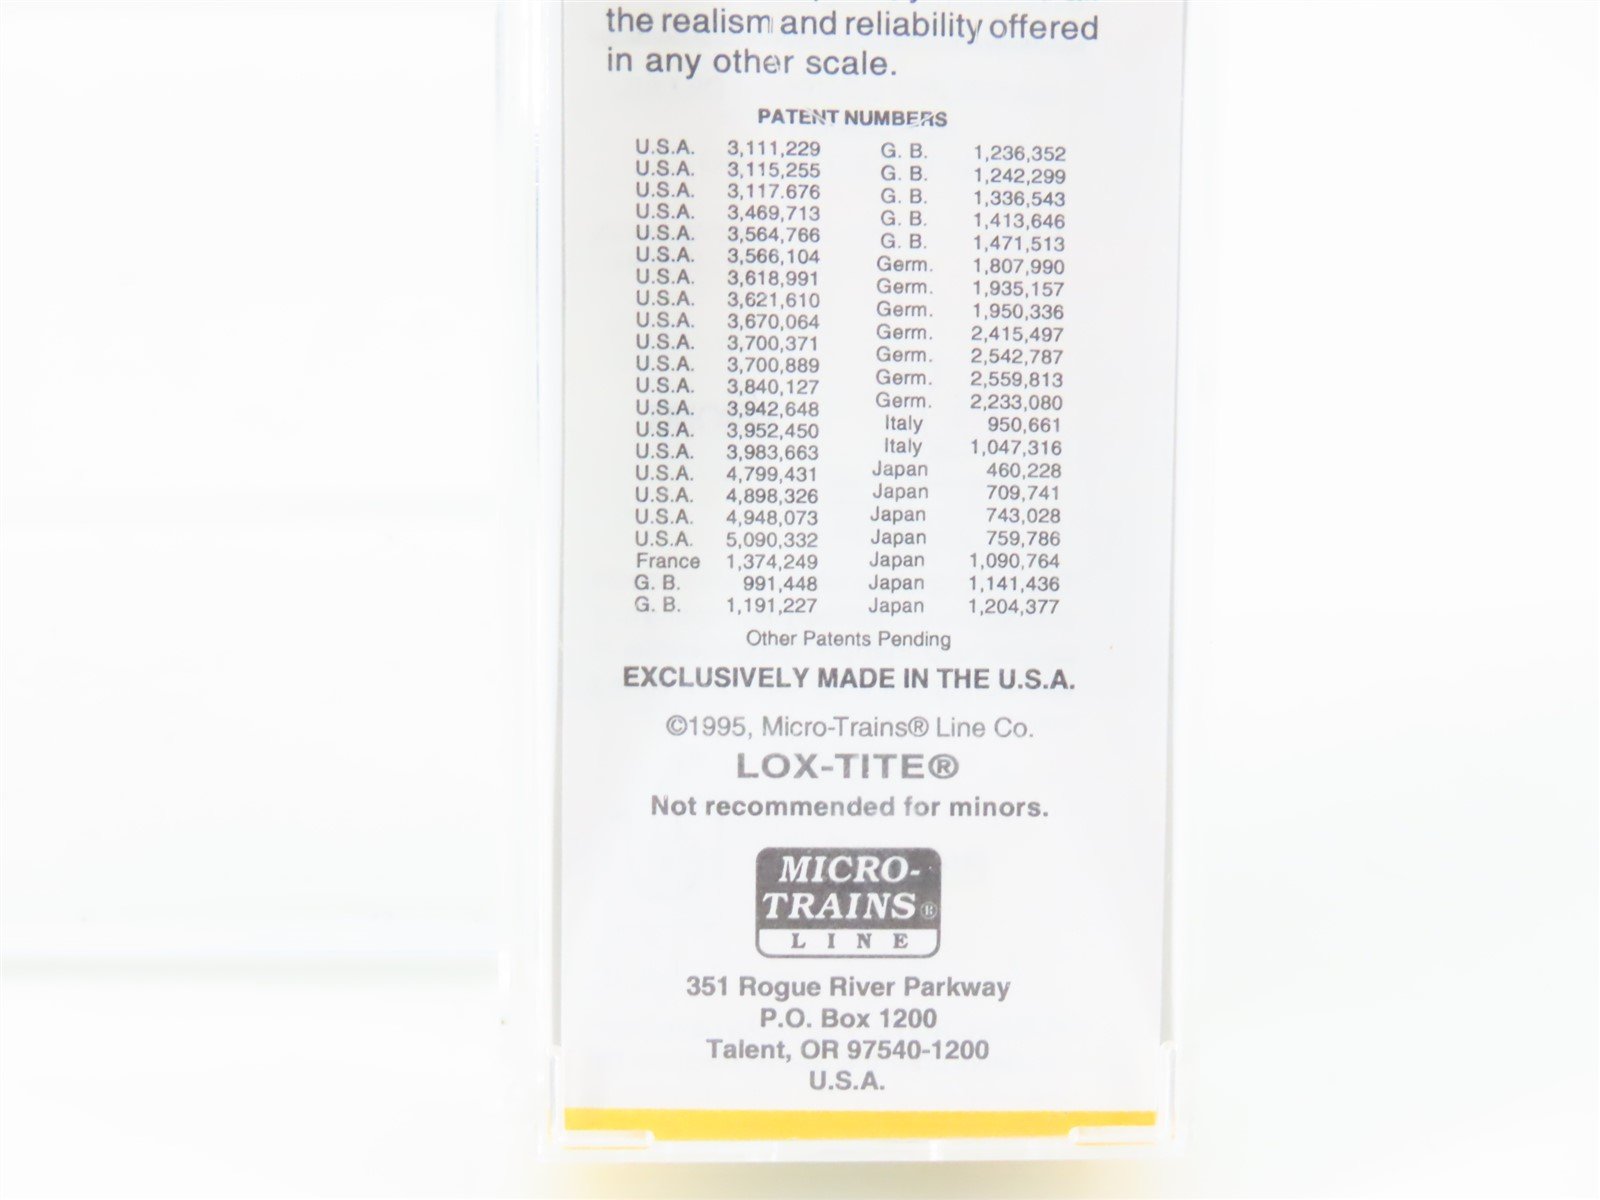 the realism and reliability offered
in any other scale.
PATENT NUMBERS
U.S.A. 3,111,229 G. B. 1,236,352
U.S.A. 3,115,255 G. B. 1,242,299
U.S.A. 3,117.676 G. B. 1,336,543
U.S.A. 3,469,713 G. B. 1,413,646
U.S.A. 3,564,766 G. B. 1,471,513
U.S.A. 3,566,104 Germ. 1,807,990
U.S.A. 3,618,991 Germ. 1,935,157
U.S.A. 3,621,610 Germ. 1,950,336
U.S.A. 3,670,064 Germ. 2,415,497
U.S.A. 3,700,371 Germ. 2,542,787
U.S.A. 3,700,889 Germ. 2,559,813
U.S.A. 3,840,127 Germ. 2,233,080
U.S.A. 3,942,648 Italy 950,661
U.S.A. 3,952,450 Italy 1,047,316
U.S.A. 3,983,663 Japan 460,228
U.S.A. 4,799,431 Japan 709,741
U.S.A. 4,898,326 Japan 743,028
U.S.A. 4,948,073 Japan 759,786
U.S.A. 5,090,332 Japan 1,090,764
France 1,374,249 Japan 1,141,436
G. B. 991,448 Japan 1,204,377
G. B. 1,191,227
Other Patents Pending
EXCLUSIVELY MADE IN THE U.S.A.
©1995, Micro-Trains® Line Co.
LOX-TITE®
Not recommended for minors.
MICRO-
TRAINS®
LINE
351 Rogue River Parkway
P.O. Box 1200
Talent, OR 97540-1200
U.S.A.